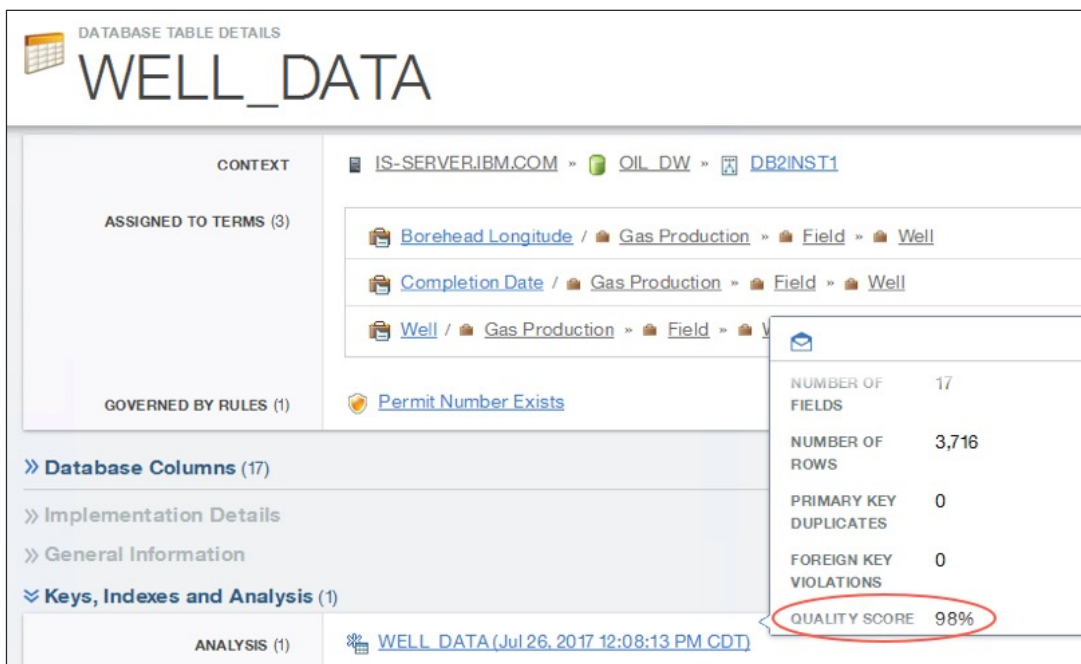 DATABASE TABLE DETAILS
WELL_DATA
CONTEXT
IS-SERVER.IBM.COM » OIL_DW » DB2INST1
ASSIGNED TO TERMS (3)
Borehead Longitude / Gas Production » Field » Well
Completion Date / Gas Production » Field » Well
Well / Gas Production » Field »
GOVERNED BY RULES (1)
Permit Number Exists
» Database Columns (17)
» Implementation Details
» General Information
Keys, Indexes and Analysis (1)
ANALYSIS (1)
WELL_DATA (Jul 26, 2017 12:08:13 PM CDT)
NUMBER OF FIELDS 17
NUMBER OF ROWS 3,716
PRIMARY KEY DUPLICATES 0
FOREIGN KEY VIOLATIONS 0
QUALITY SCORE 98%